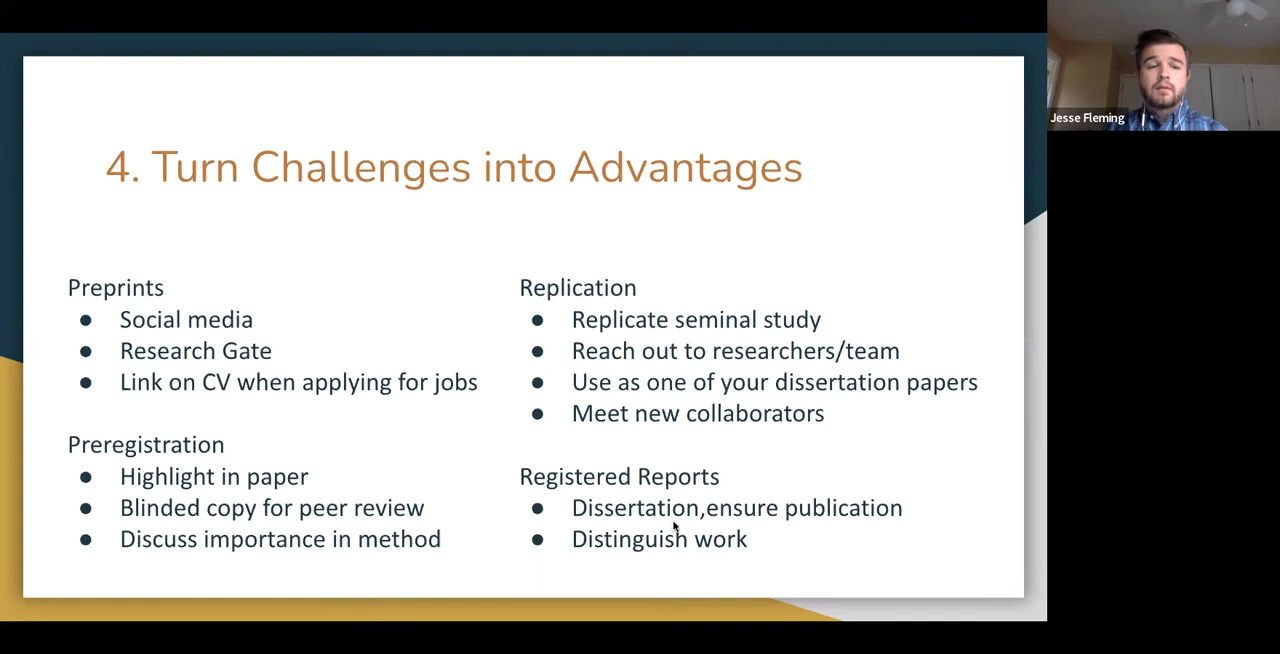 4. Turn Challenges into Advantages
Preprints
● Social media
● Research Gate
● Link on CV when applying for jobs
Preregistration
● Highlight in paper
● Blinded copy for peer review
● Discuss importance in method
Replication
● Replicate seminal study
● Reach out to researchers/team
● Use as one of your dissertation papers
● Meet new collaborators
Registered Reports
● Dissertation,ensure publication
● Distinguish work
Jesse Fleming